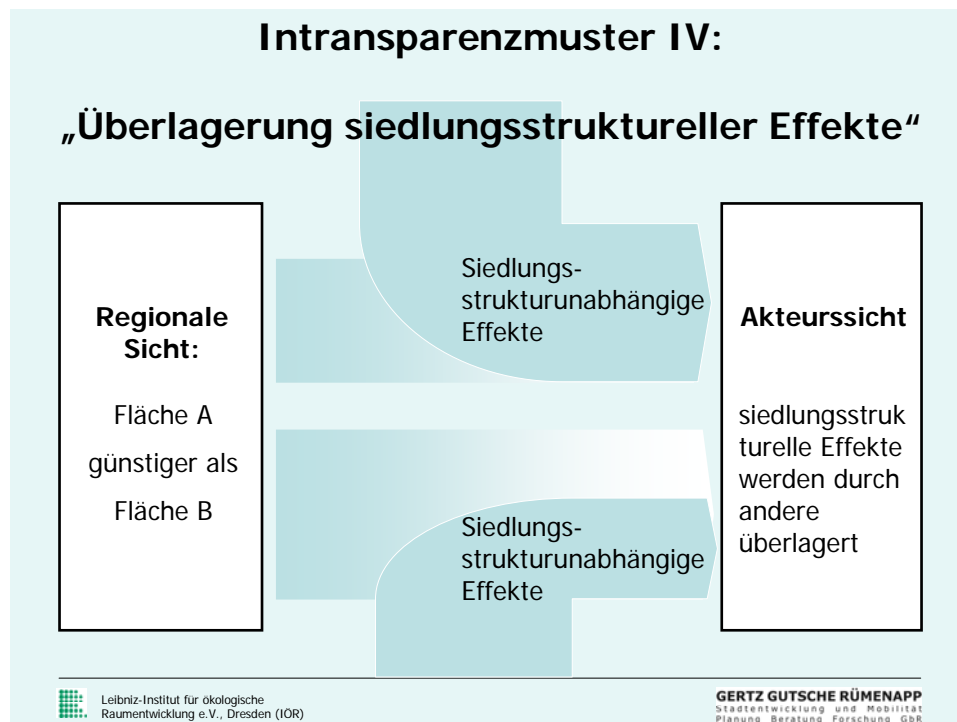 Intransparenzmuster IV:
„Überlagerung siedlungsstruktureller Effekte“
Regionale
Sicht:
Fläche A
günstiger als
Fläche B
Siedlungs-
strukturunabhängige
Effekte
Siedlungs-
strukturunabhängige
Effekte
Akteurssicht
siedlungsstruk
turelle Effekte
werden durch
andere
überlagert
Leibniz-Institut für ökologische
Raumentwicklung e.V., Dresden (IÖR)
GERTZ GUTSCHE RÜMENAPP
Stadtentwicklung und Mobilität
Planung Beratung Forschung GbR